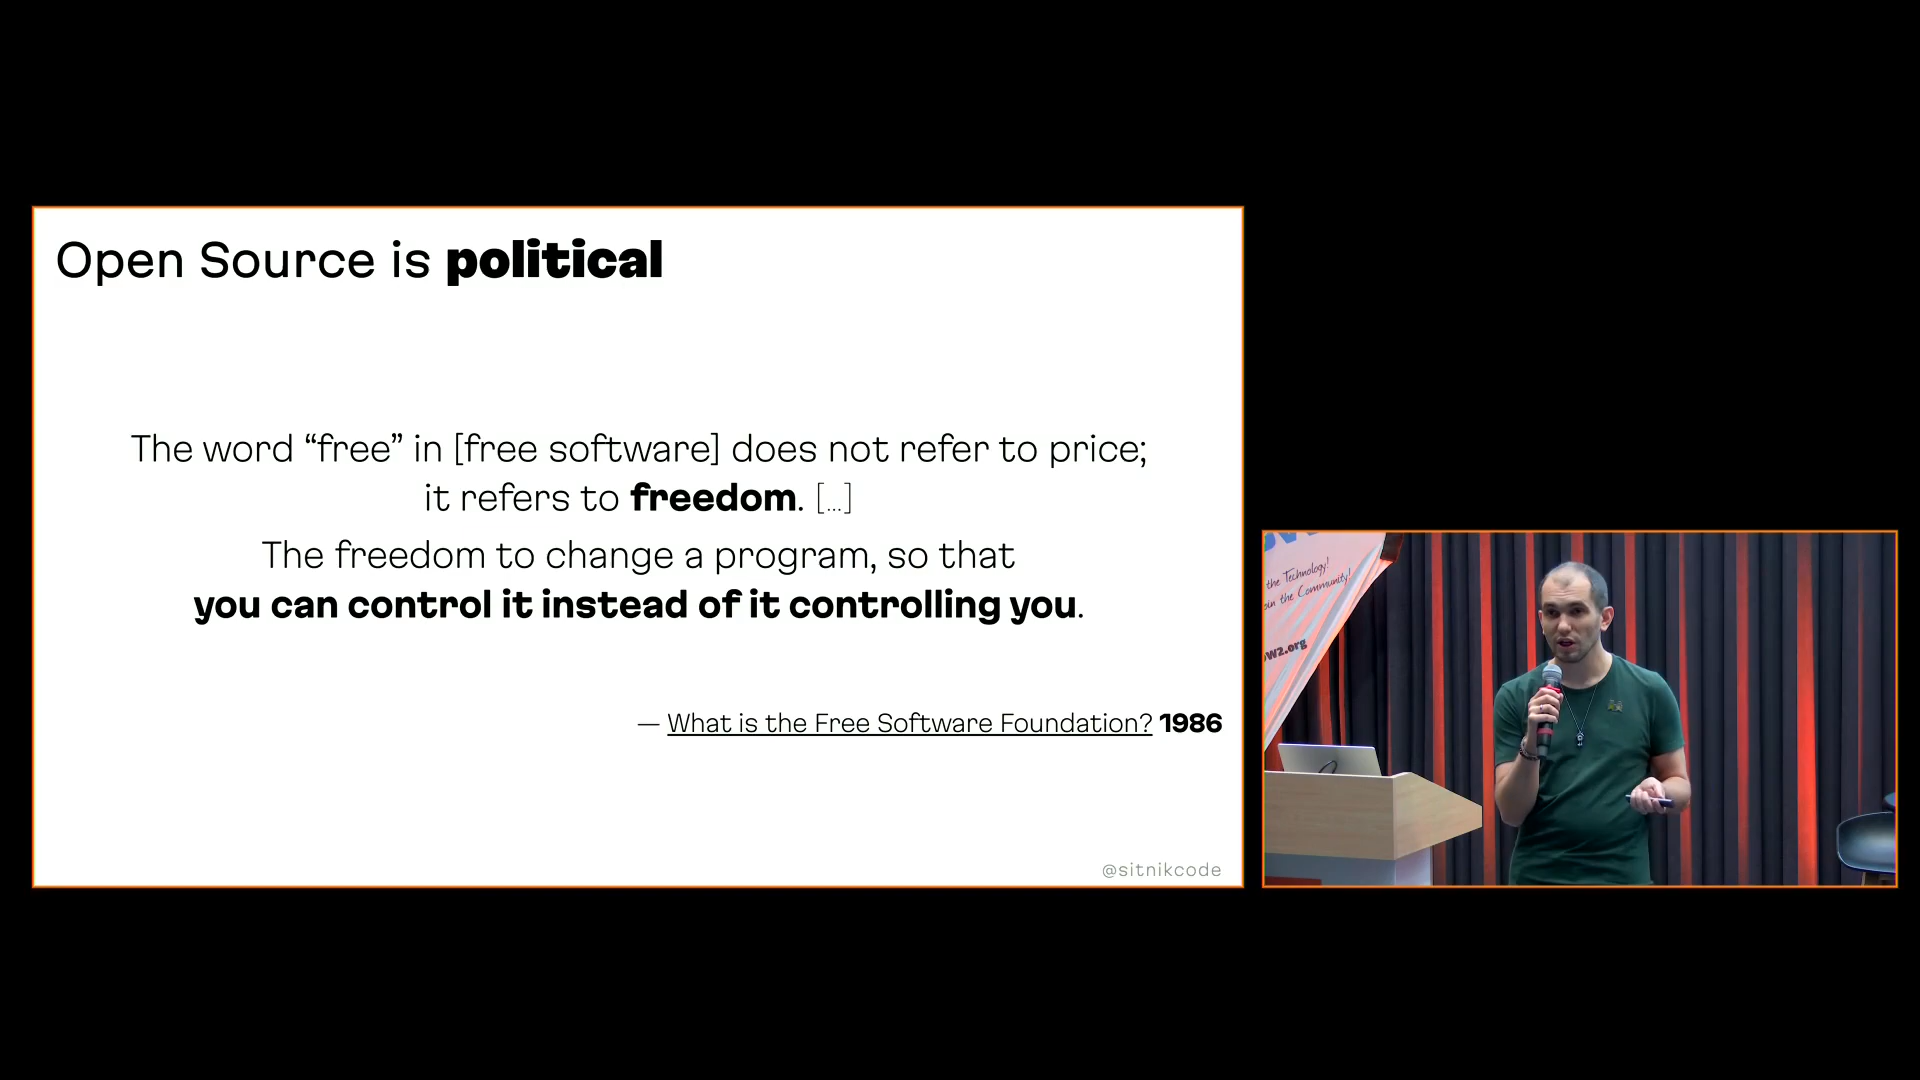 Open Source is political
The word “free” in [free software] does not refer to price;
it refers to freedom. […]
The freedom to change a program, so that
you can control it instead of it controlling you.
— What is the Free Software Foundation? 1986
@sitnikcode
the Technology!
the Community!
W2.org